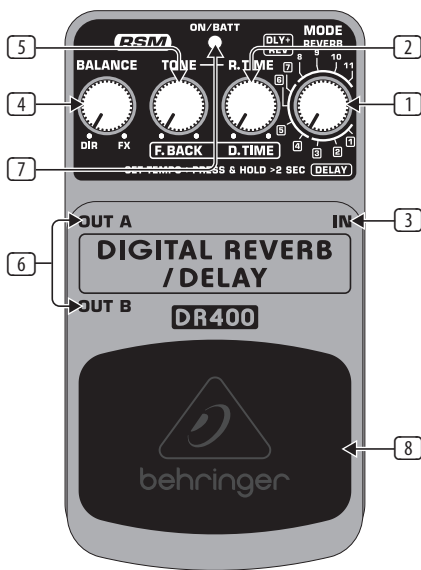 ON/BATT
RSM
DLY+
REV
MODE
REVERB
BALANCE
TONE
R.TIME
8 9 10 11
7
6
5
4
3
2
1
DIR FX
F.BACK D.TIME
SET TEMPO: PRESS & HOLD >2 SEC DELAY
OUT A
IN
DIGITAL REVERB
/DELAY
OUT B
DR400
behringer
5
2
4
1
7
3
6
8